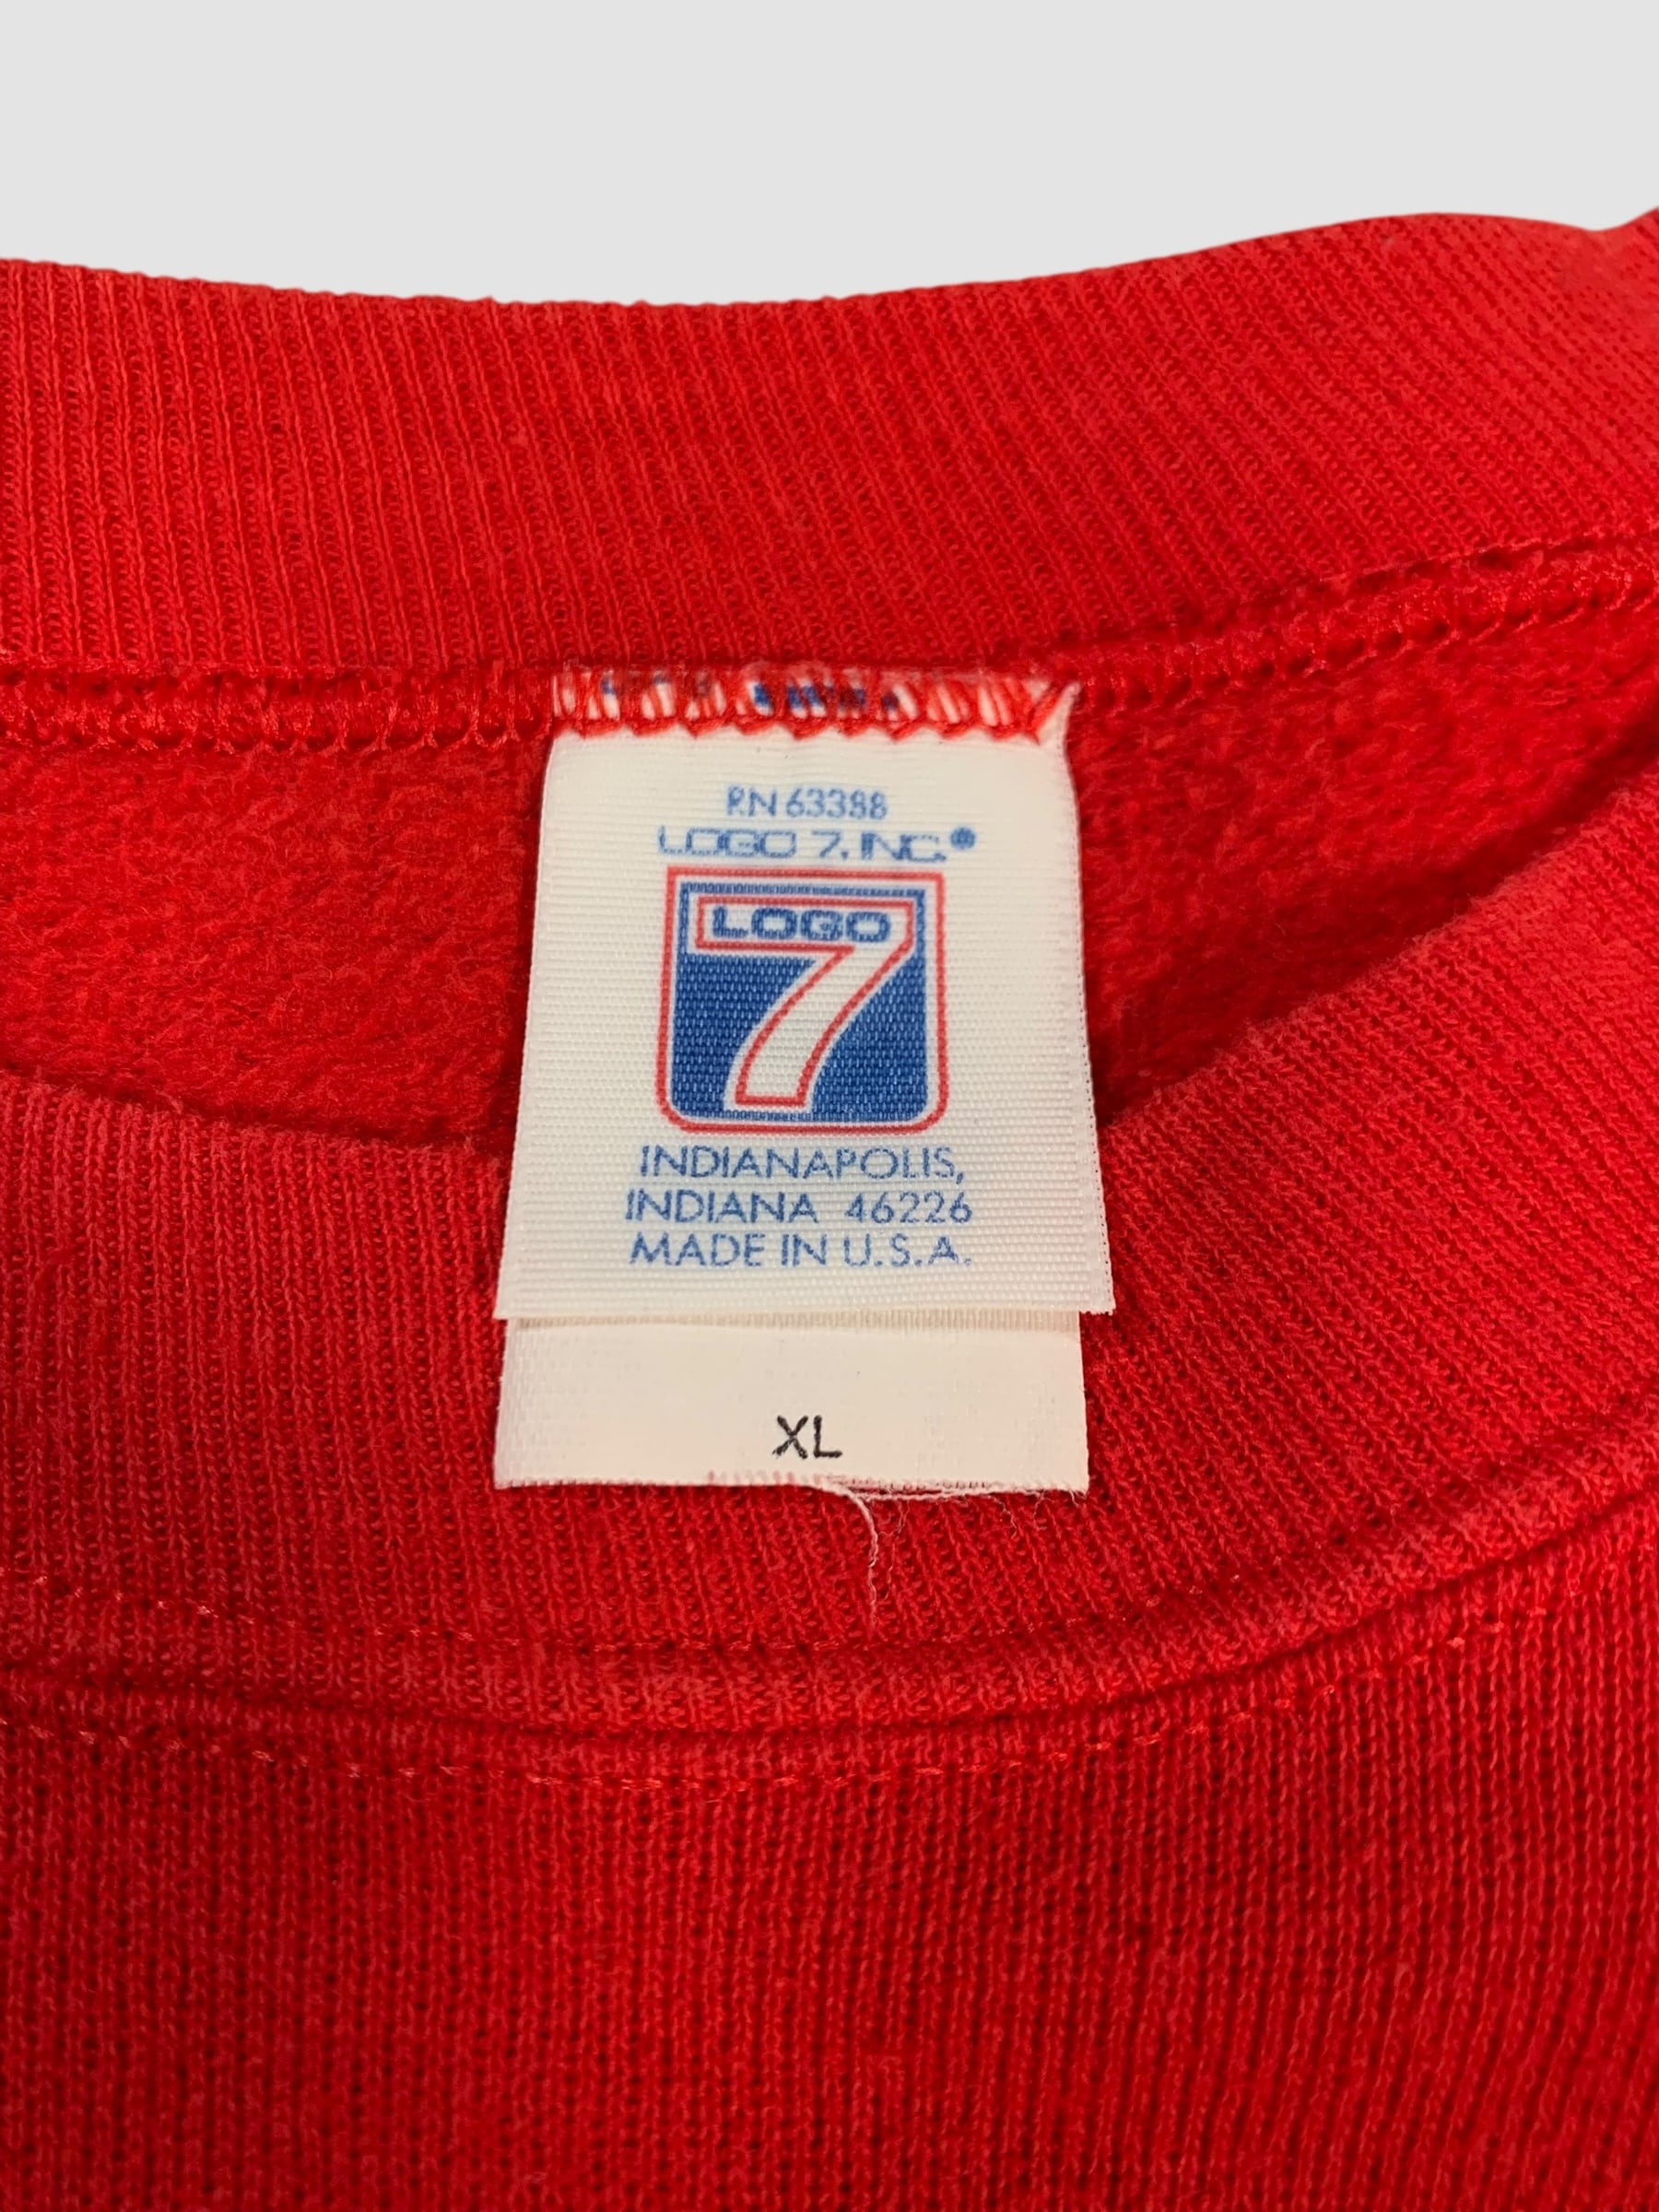 RN 63388
LOGO 7, INC.®
LOGO
7
INDIANAPOLIS,
INDIANA 46226
MADE IN U.S.A.
XL